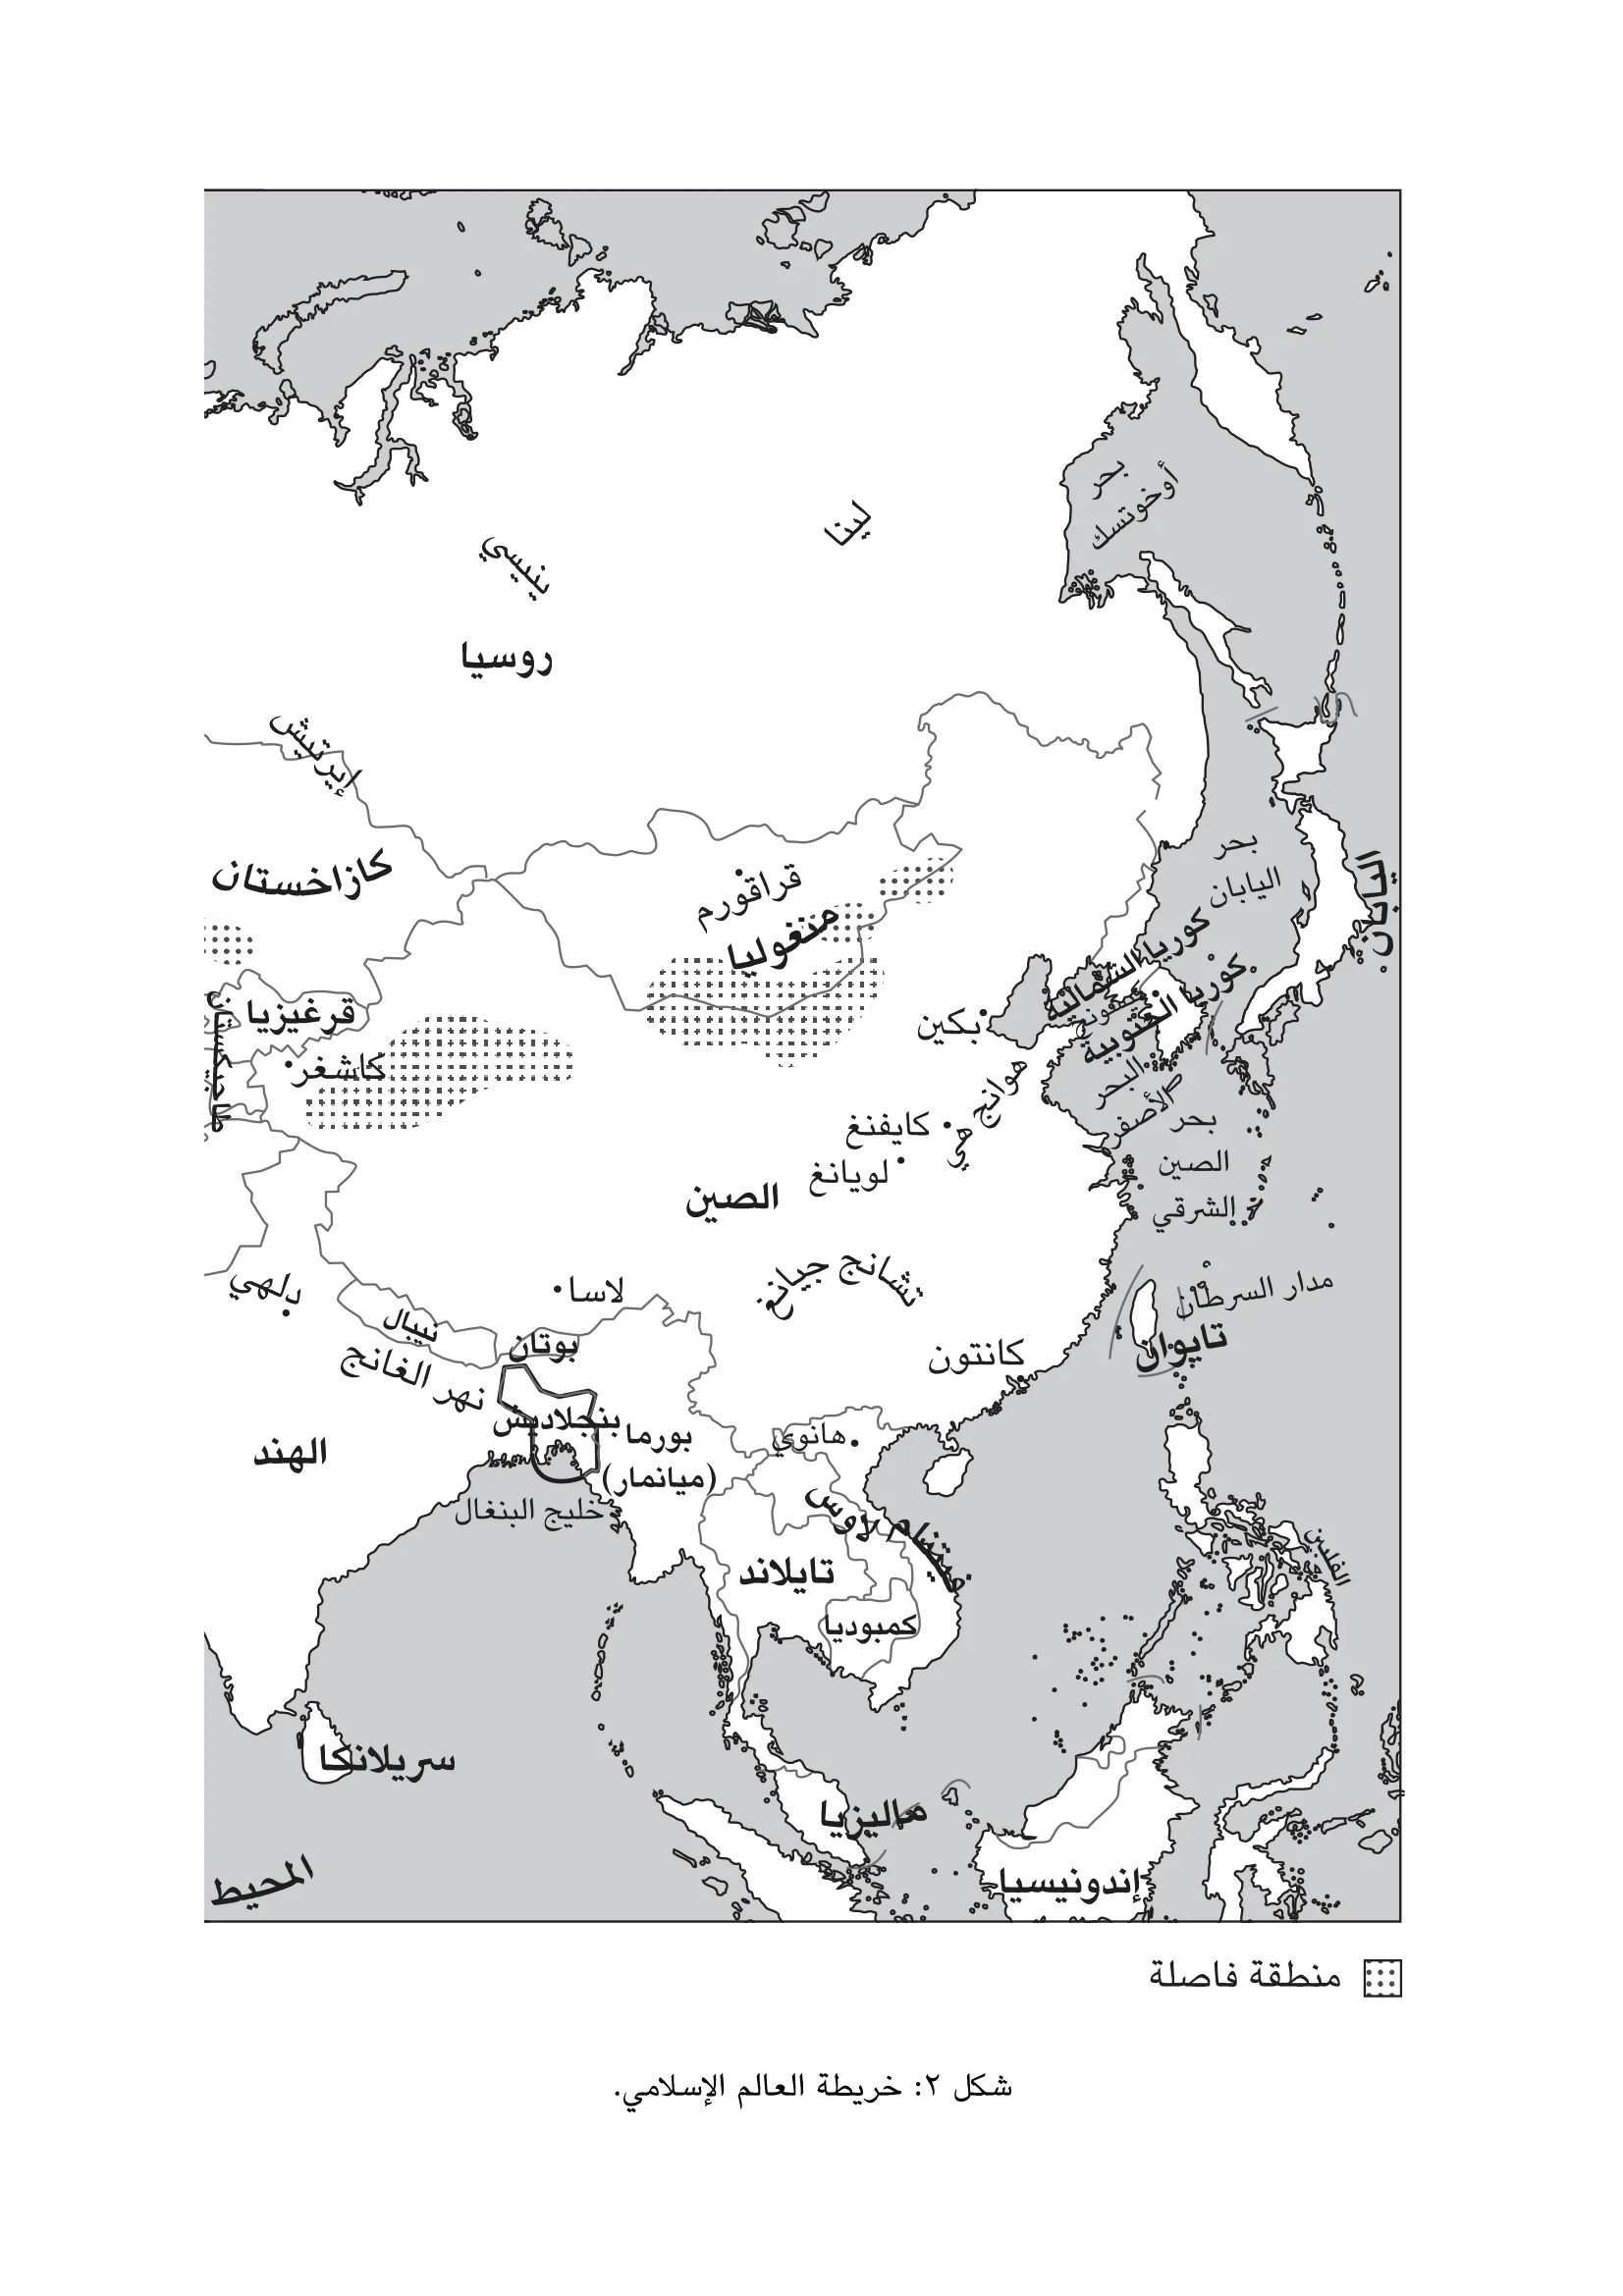 بحر
أوخوتسك
لينا
ينيسي
روسيا
إيرتيش
كازاخستان
قراقورم
منغوليا
بحر
اليابان
اليابان
كوريا الشمالية
كوريا الجنوبية
قرغيزيا
طاجيكستان
كاشغر
بكين
هوانج هي
البحر
الأصفر
كايفنغ
لويانغ
بحر
الصين
الشرقي
الصين
تشانج جيانغ
لاسا
دلهي
نيبال
بوتان
نهر الغانج
مدار السرطان
تايوان
كانتون
بنجلاديش
بورما
(ميانمار)
هانوي
الهند
خليج البنغال
لاوس
فيتنام
تايلاند
كمبوديا
الفلبين
سريلانكا
ماليزيا
إندونيسيا
المحيط
منطقة فاصلة
شكل ٢: خريطة العالم الإسلامي.